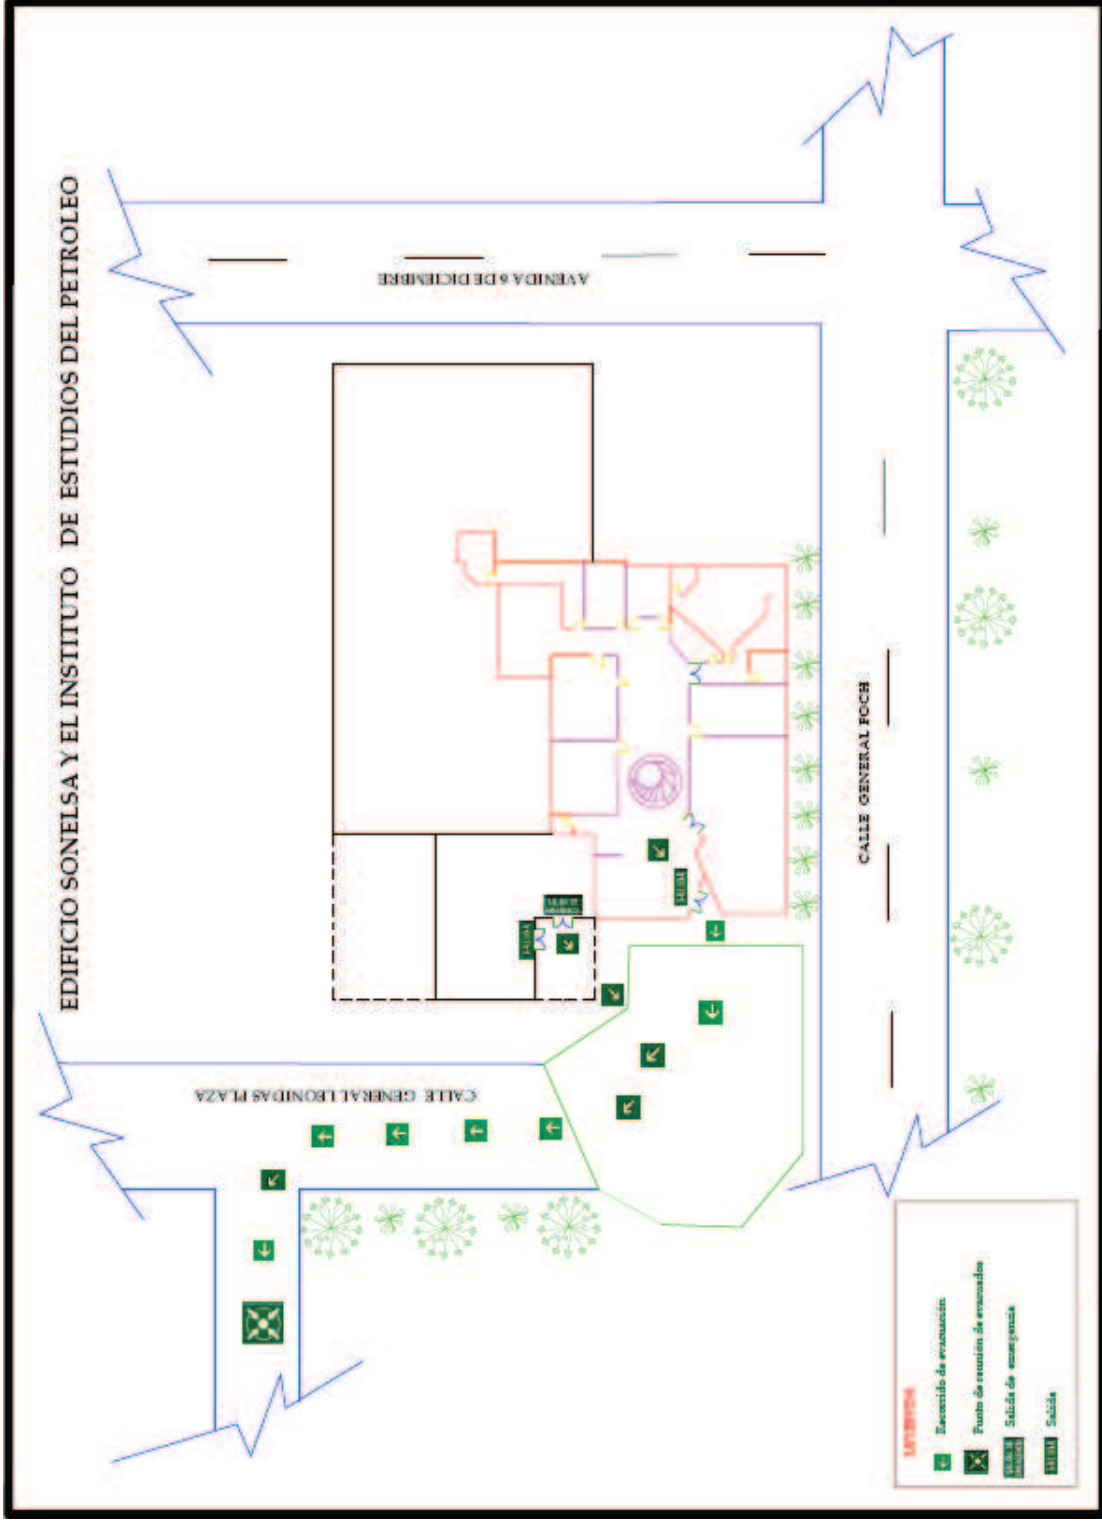 EDIFICIO SONELSA Y EL INSTITUTO DE ESTUDIOS DEL PETROLEO
AVENIDA 6 DE DICIEMBRE
CALLE GENERAL LEONIDAS PLAZA
CALLE GENERAL FOCH
SALIDA
SALIDA
LEYENDA
Recorrido de evacuación
Punto de reunión de evacuados
Salida de emergencia
SALIDA
Salida